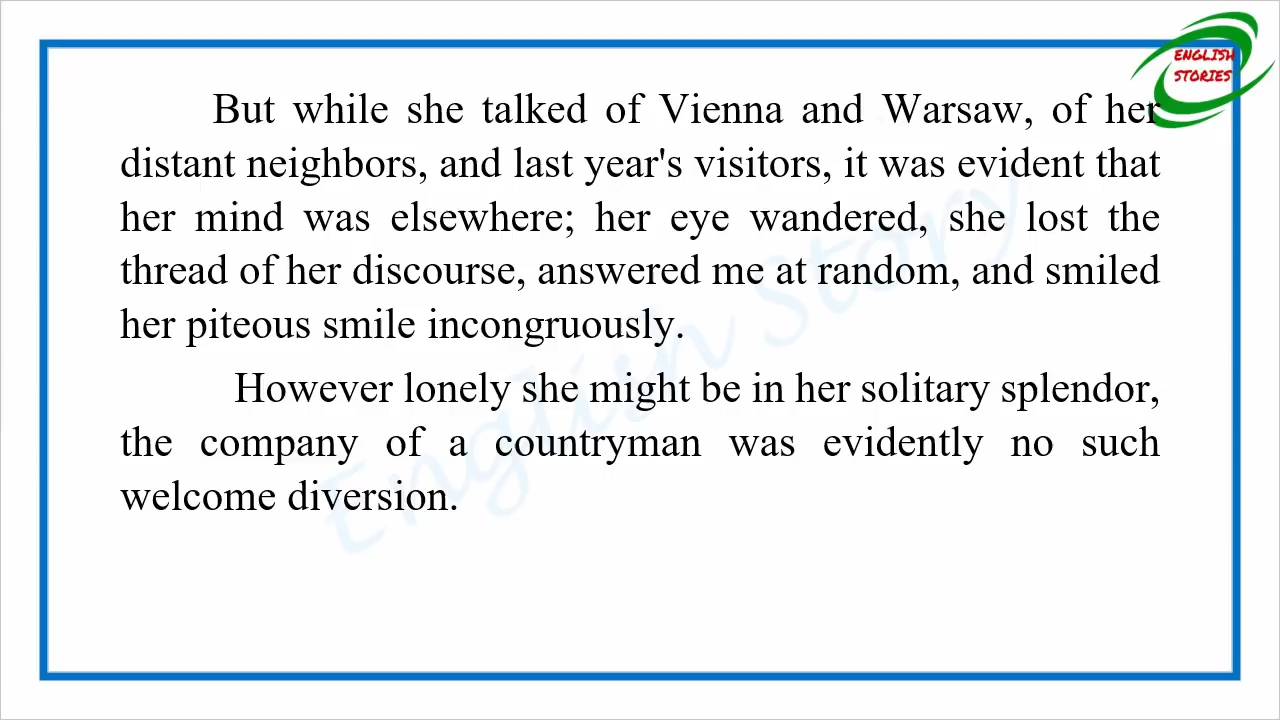 ENGLISH
STORIES
But while she talked of Vienna and Warsaw, of her
distant neighbors, and last year's visitors, it was evident that
her mind was elsewhere; her eye wandered, she lost the
thread of her discourse, answered me at random, and smiled
her piteous smile incongruously.
However lonely she might be in her solitary splendor,
the company of a countryman was evidently no such
welcome diversion.
English Story